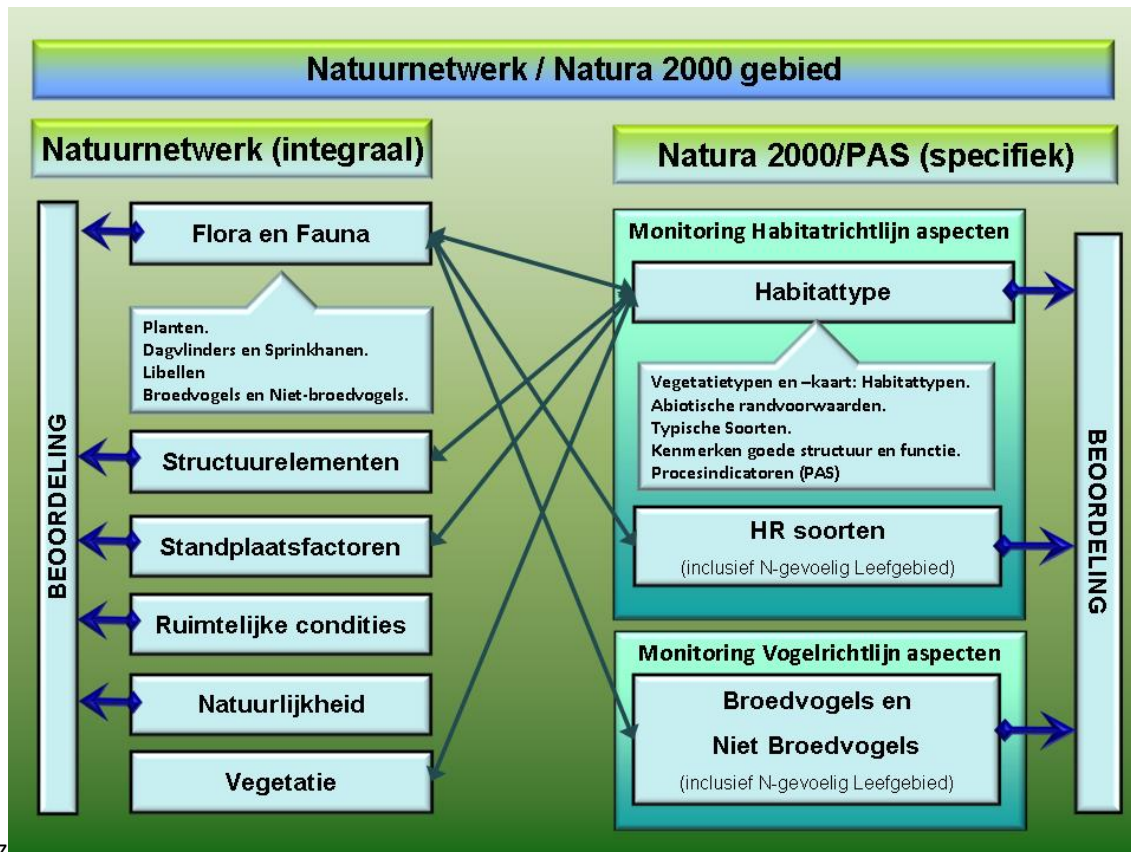 Natuurnetwerk / Natura 2000 gebied
Natuurnetwerk (integraal)
BEOORDELING
Flora en Fauna
Planten.
Dagvlinders en Sprinkhanen.
Libellen
Broedvogels en Niet-broedvogels.
Structuurelementen
Standplaatsfactoren
Ruimtelijke condities
Natuurlijkheid
Vegetatie
Natura 2000/PAS (specifiek)
Monitoring Habitatrichtlijn aspecten
Habitattype
Vegetatietypen en –kaart: Habitattypen.
Abiotische randvoorwaarden.
Typische Soorten.
Kenmerken goede structuur en functie.
Procesindicatoren (PAS)
HR soorten
(inclusief N-gevoelig Leefgebied)
Monitoring Vogelrichtlijn aspecten
Broedvogels en
Niet Broedvogels
(inclusief N-gevoelig Leefgebied)
BEOORDELING